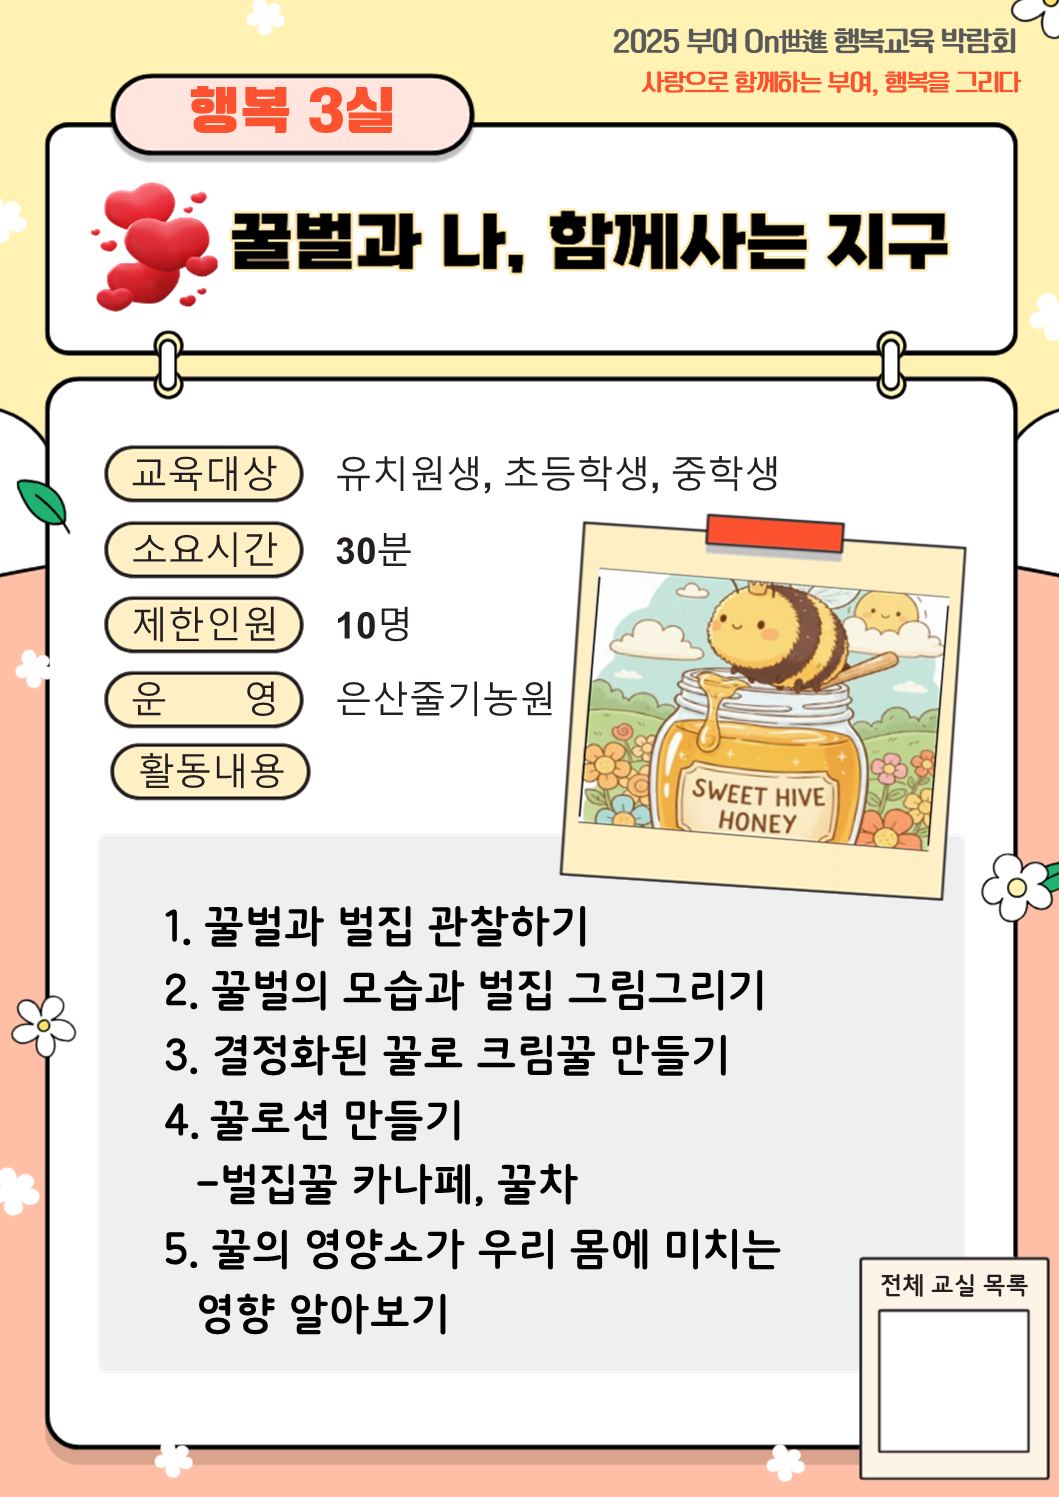 2025 부여 On世進 행복교육 박람회
사랑으로 함께하는 부여, 행복을 그리다
행복 3실
꿀벌과 나, 함께사는 지구
교육대상 유치원생, 초등학생, 중학생
소요시간 30분
제한인원 10명
운 영 은산줄기농원
활동내용
SWEET HIVE
HONEY
1. 꿀벌과 벌집 관찰하기
2. 꿀벌의 모습과 벌집 그림그리기
3. 결정화된 꿀로 크림꿀 만들기
4. 꿀로션 만들기
-벌집꿀 카나페, 꿀차
5. 꿀의 영양소가 우리 몸에 미치는
영향 알아보기
전체 교실 목록